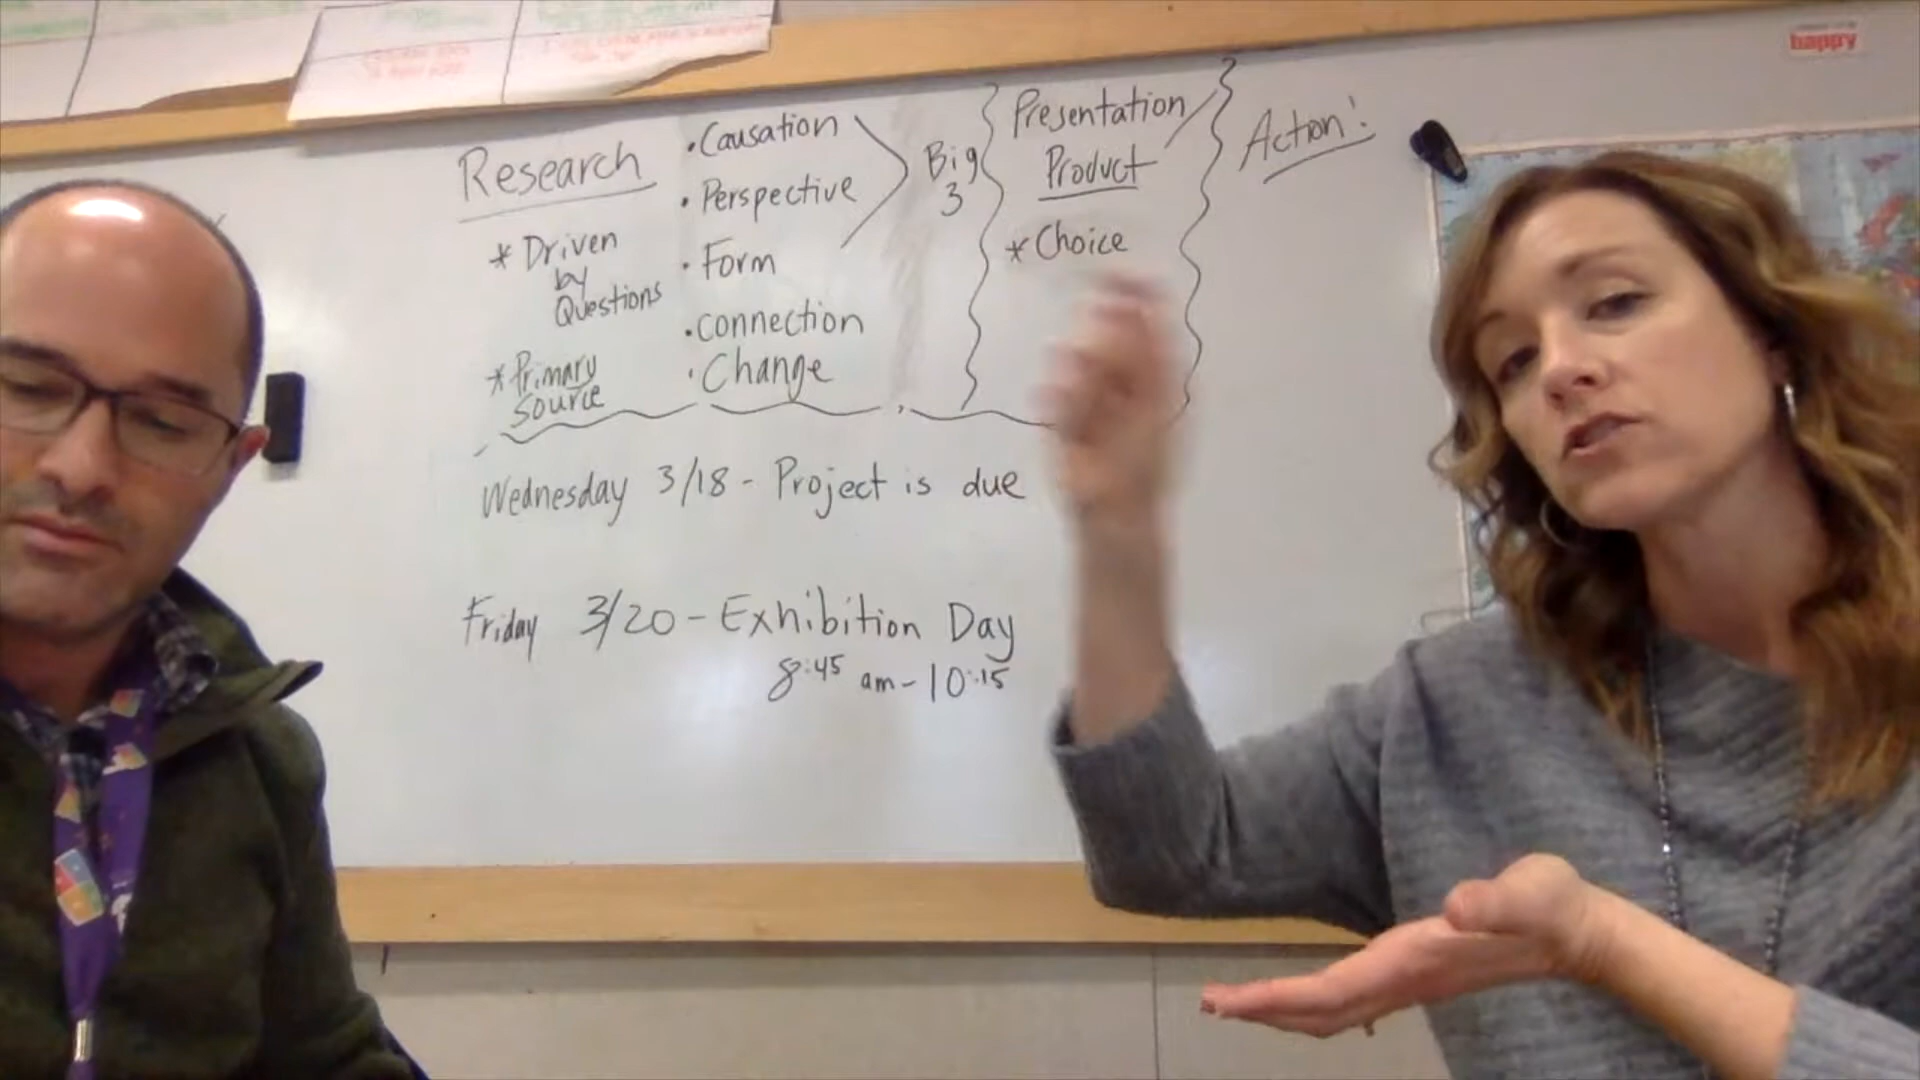 happy
Research
* Driven
by
Questions
* Primary
source
• Causation
• Perspective
• Form
• Connection
• Change
Big
3
Presentation/
Product
* Choice
Action!
Wednesday 3/18 - Project is due
Friday 3/20 - Exhibition Day
8:45 am - 10:15